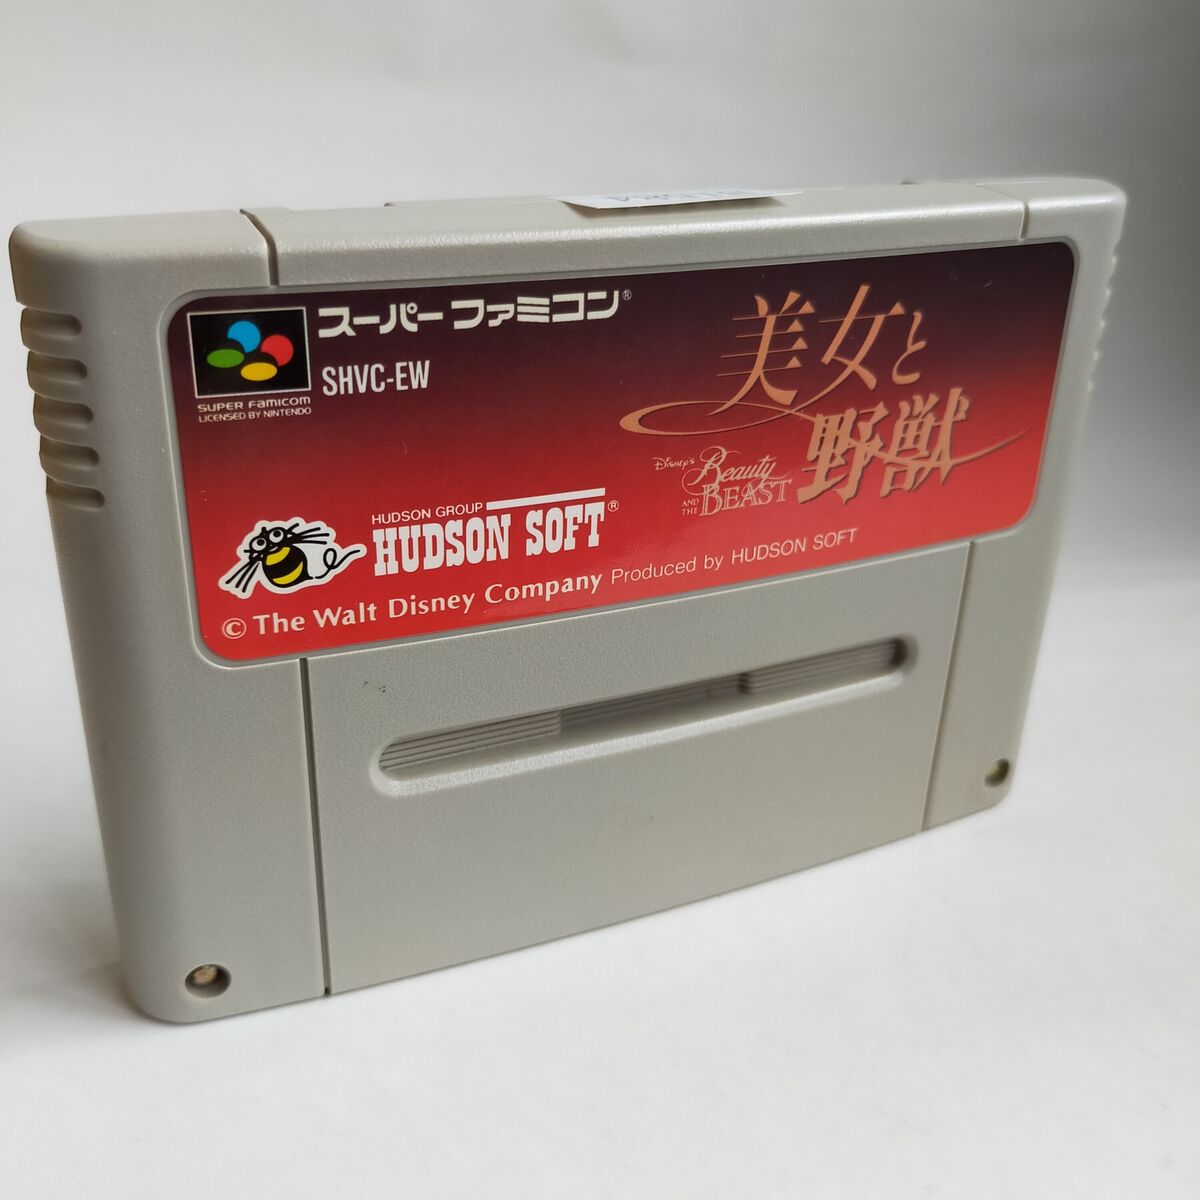 スーパーファミコン®
SHVC-EW
SUPER FAMICOM
LICENSED BY NINTENDO
美女と
野獣
DISNEY'S
Beauty
AND THE
BEAST
HUDSON GROUP
HUDSON SOFT®
© The Walt Disney Company Produced by HUDSON SOFT